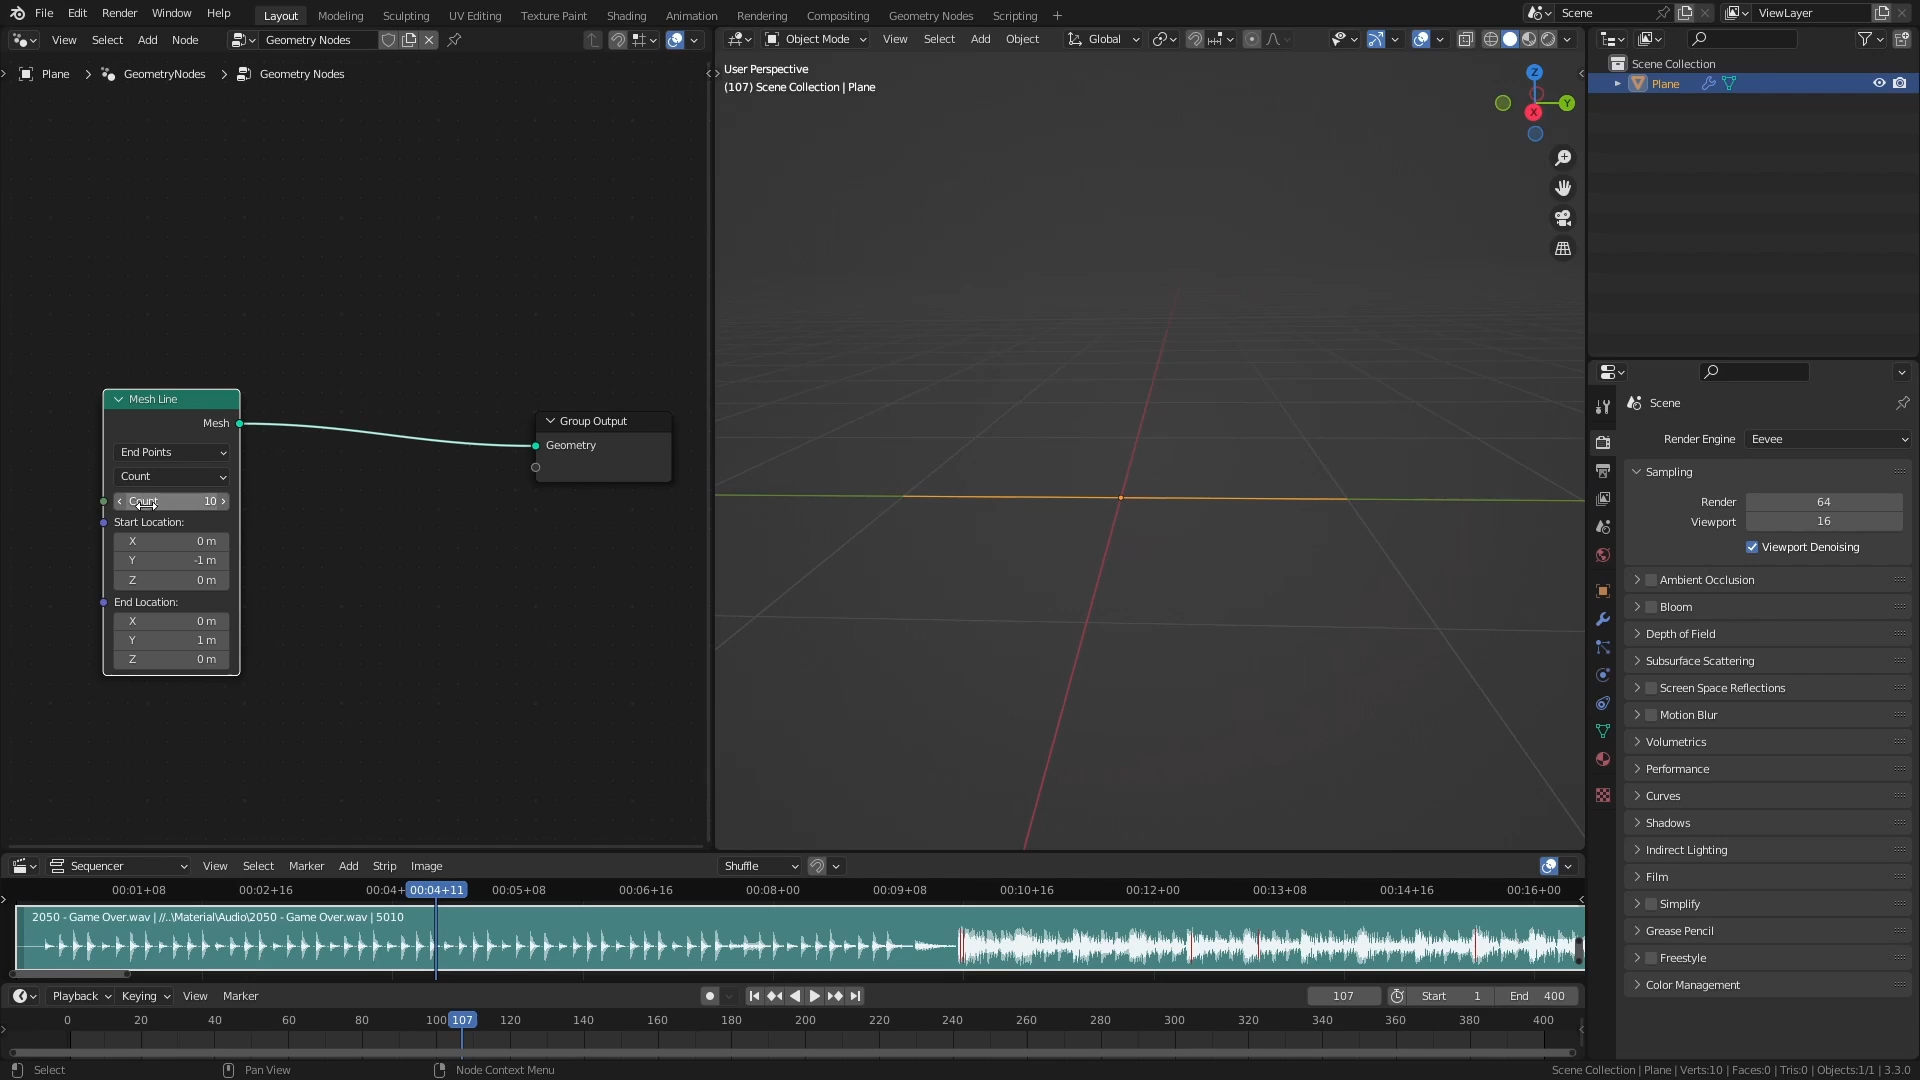 File Edit Render Window Help Layout Modeling Sculpting UV Editing Texture Paint Shading Animation Rendering Compositing Geometry Nodes Scripting + Scene ViewLayer
View Select Add Node Geometry Nodes
Object Mode View Select Add Object Global
Plane > GeometryNodes > Geometry Nodes
User Perspective
(107) Scene Collection | Plane
Z
Y
X
Scene Collection
Plane
Mesh Line
Mesh
End Points
Count
Count 10
Start Location:
X 0 m
Y -1 m
Z 0 m
End Location:
X 0 m
Y 1 m
Z 0 m
Group Output
Geometry
Scene
Render Engine Eevee
Sampling
Render 64
Viewport 16
Viewport Denoising
Ambient Occlusion
Bloom
Depth of Field
Subsurface Scattering
Screen Space Reflections
Motion Blur
Volumetrics
Performance
Curves
Shadows
Indirect Lighting
Film
Simplify
Grease Pencil
Freestyle
Color Management
Sequencer View Select Marker Add Strip Image Shuffle
00:01+08 00:02+16 00:04+ 00:04+11 00:05+08 00:06+16 00:08+00 00:09+08 00:10+16 00:12+00 00:13+08 00:14+16 00:16+00
2050 - Game Over.wav | //..\Material\Audio\2050 - Game Over.wav | 5010
Playback Keying View Marker 107 Start 1 End 400
0 20 40 60 80 100 107 120 140 160 180 200 220 240 260 280 300 320 340 360 380 400
Select Pan View Node Context Menu Scene Collection | Plane | Verts:10 | Faces:0 | Tris:0 | Objects:1/1 | 3.3.0